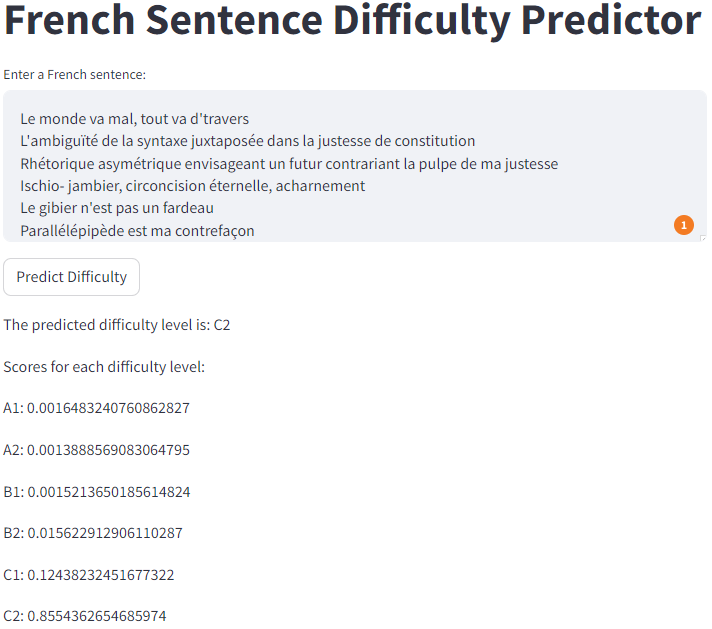 French Sentence Difficulty Predictor
Enter a French sentence:
Le monde va mal, tout va d'travers
L'ambiguïté de la syntaxe juxtaposée dans la justesse de constitution
Rhétorique asymétrique envisageant un futur contrariant la pulpe de ma justesse
Ischio- jambier, circoncision éternelle, acharnement
Le gibier n'est pas un fardeau
Parallélépipède est ma contrefaçon
1
Predict Difficulty
The predicted difficulty level is: C2
Scores for each difficulty level:
A1: 0.0016483240760862827
A2: 0.0013888569083064795
B1: 0.0015213650185614824
B2: 0.015622912906110287
C1: 0.12438232451677322
C2: 0.8554362654685974